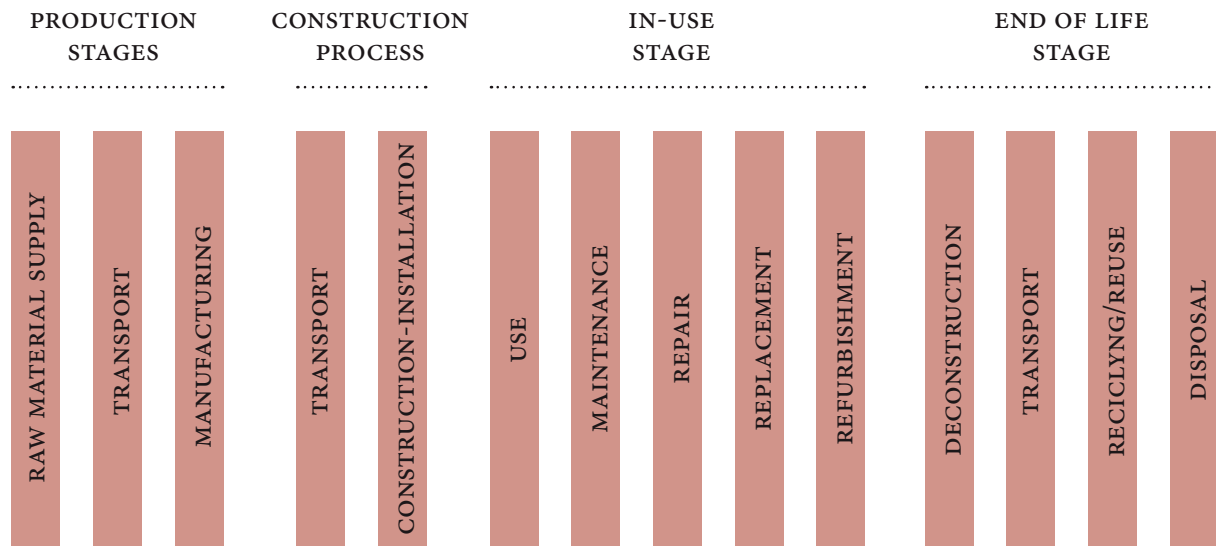 PRODUCTION
STAGES
CONSTRUCTION
PROCESS
IN-USE
STAGE
END OF LIFE
STAGE
RAW MATERIAL SUPPLY
TRANSPORT
MANUFACTURING
TRANSPORT
CONSTRUCTION-INSTALLATION
USE
MAINTENANCE
REPAIR
REPLACEMENT
REFURBISHMENT
DECONSTRUCTION
TRANSPORT
RECICLYNG/REUSE
DISPOSAL